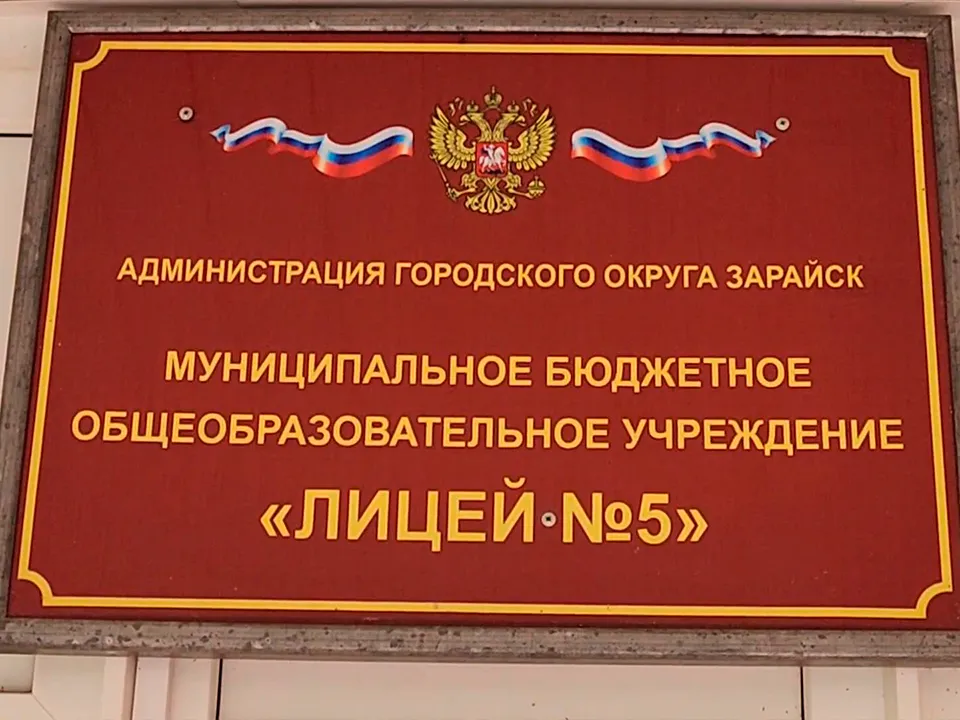 АДМИНИСТРАЦИЯ ГОРОДСКОГО ОКРУГА ЗАРАЙСК
МУНИЦИПАЛЬНОЕ БЮДЖЕТНОЕ
ОБЩЕОБРАЗОВАТЕЛЬНОЕ УЧРЕЖДЕНИЕ
«ЛИЦЕЙ №5»